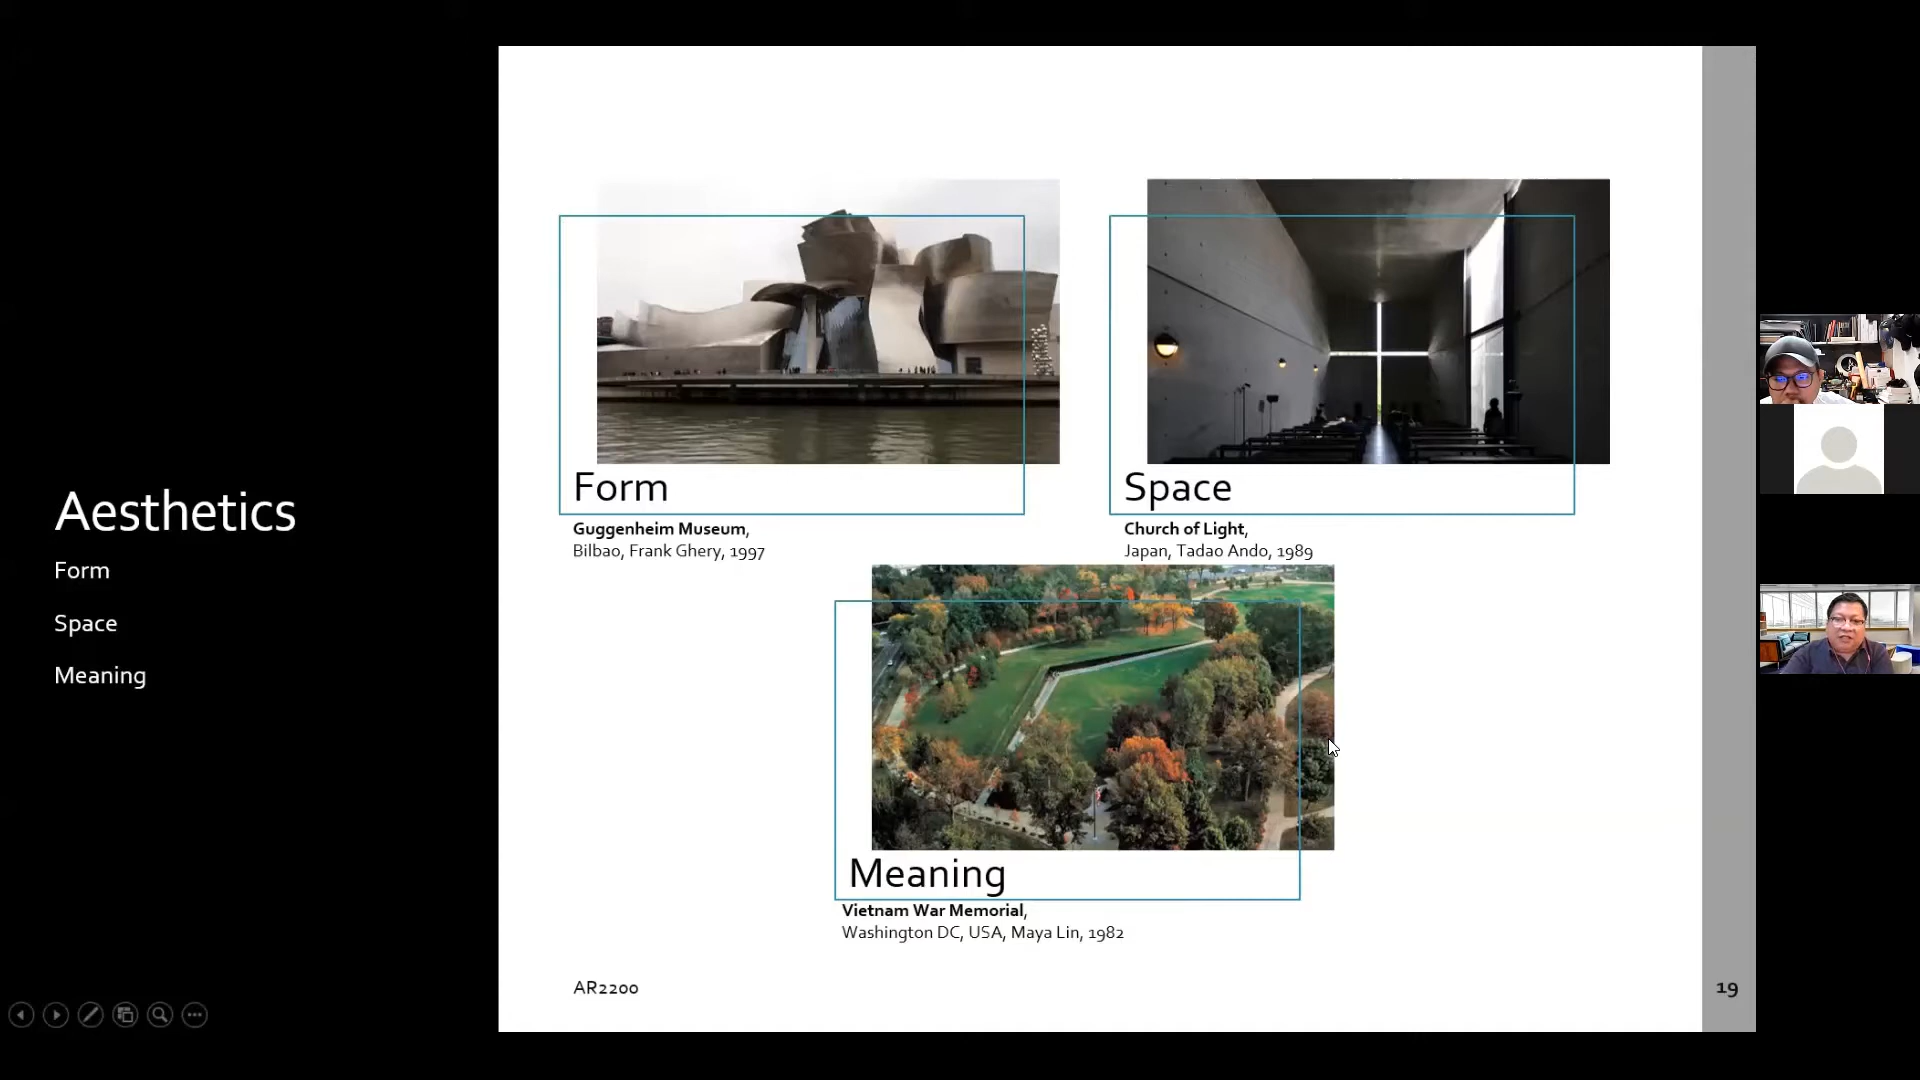 Aesthetics
Form
Space
Meaning
Form
Guggenheim Museum,
Bilbao, Frank Ghery, 1997
Space
Church of Light,
Japan, Tadao Ando, 1989
Meaning
Vietnam War Memorial,
Washington DC, USA, Maya Lin, 1982
AR2200
19